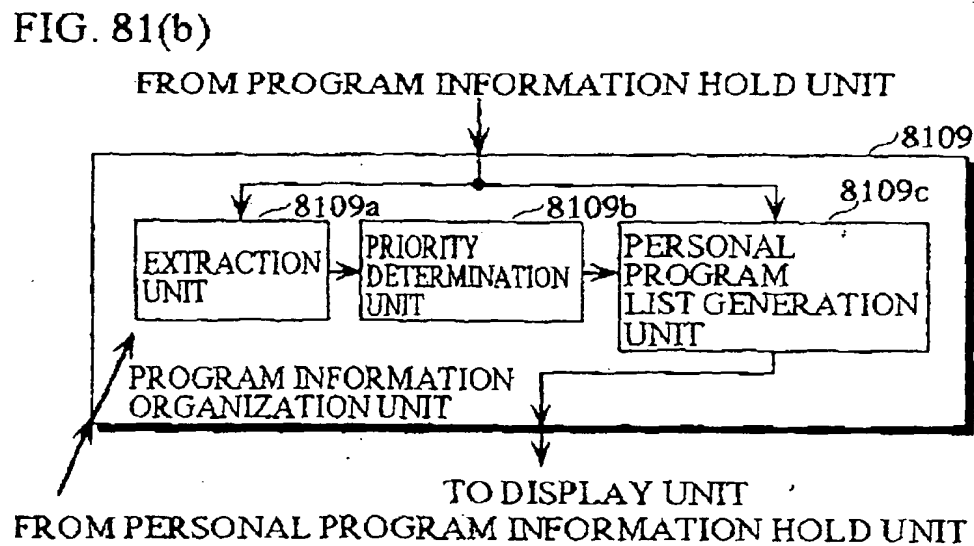 FIG. 81(b)
FROM PROGRAM INFORMATION HOLD UNIT
8109
8109a
8109b
8109c
EXTRACTION
UNIT
PRIORITY
DETERMINATION
UNIT
PERSONAL
PROGRAM
LIST GENERATION
UNIT
PROGRAM INFORMATION
ORGANIZATION UNIT
TO DISPLAY UNIT
FROM PERSONAL PROGRAM INFORMATION HOLD UNIT